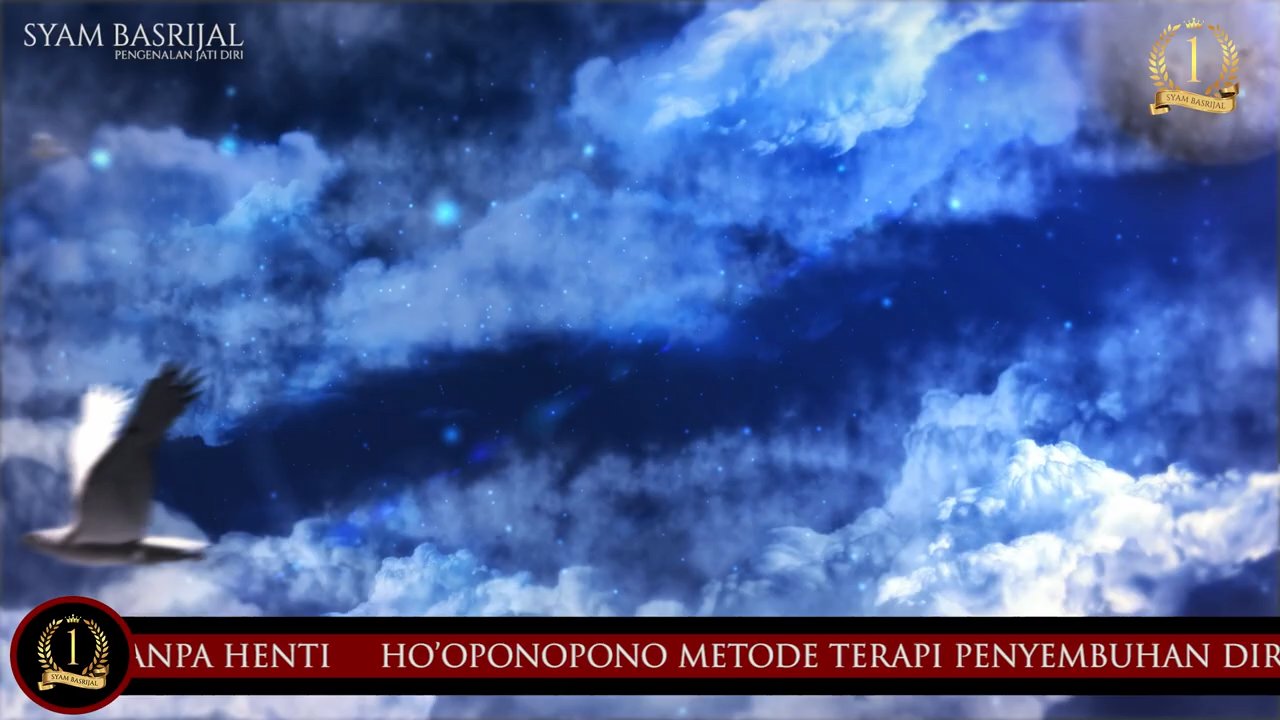 SYAM BASRIJAL
PENGENALAN JATI DIRI
1
SYAM BASRIJAL
1
SYAM BASRIJAL
ANPA HENTI HO'OPONOPONO METODE TERAPI PENYEMBUHAN DIR